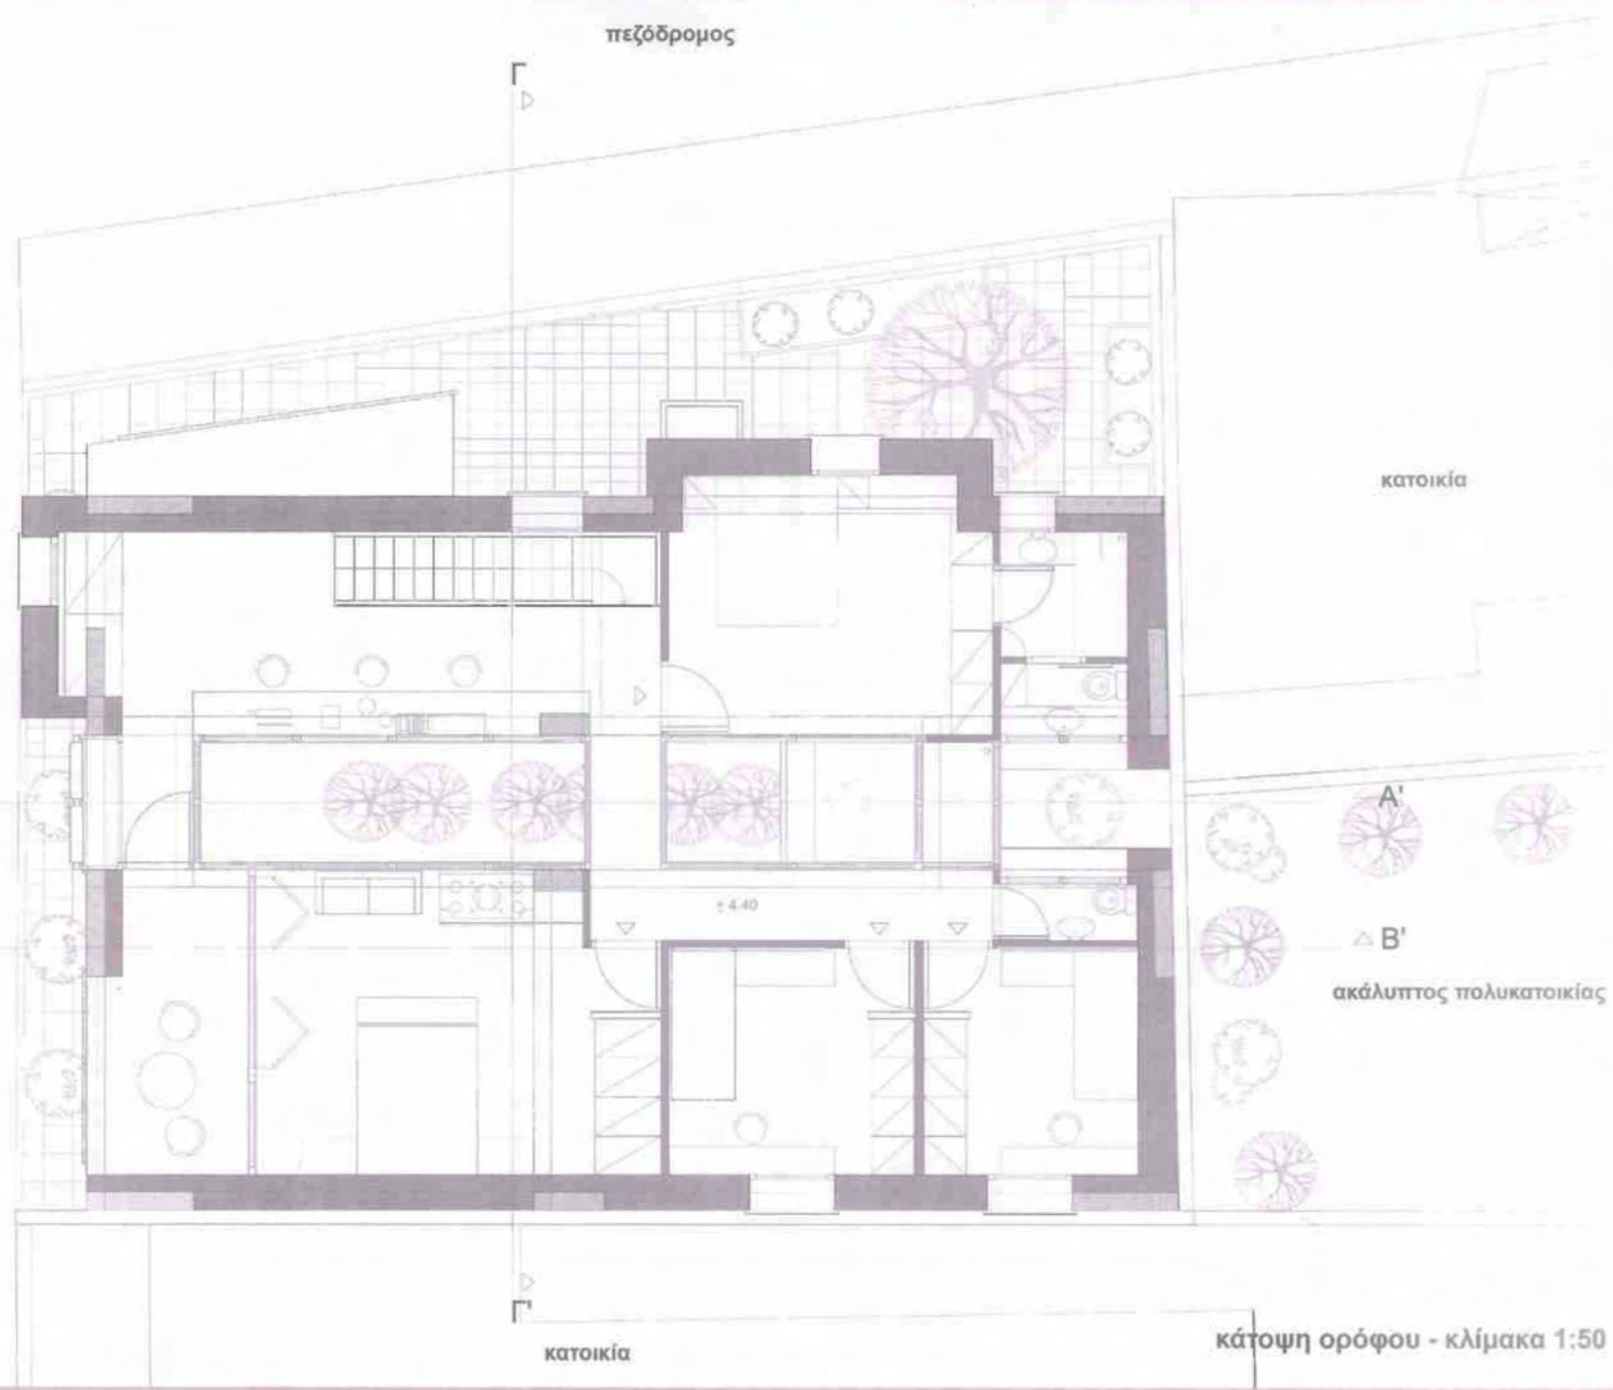 πεζόδρομος
Γ
κατοικία
± 4.40
Α'
Β'
ακάλυπτος πολυκατοικίας
Γ'
κατοικία
κάτοψη ορόφου - κλίμακα 1:50